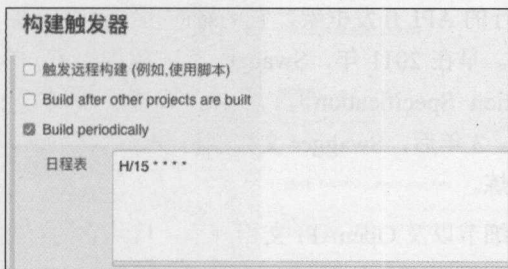 构建触发器
触发远程构建 (例如,使用脚本)
Build after other projects are built
Build periodically
日程表
H/15 * * * *